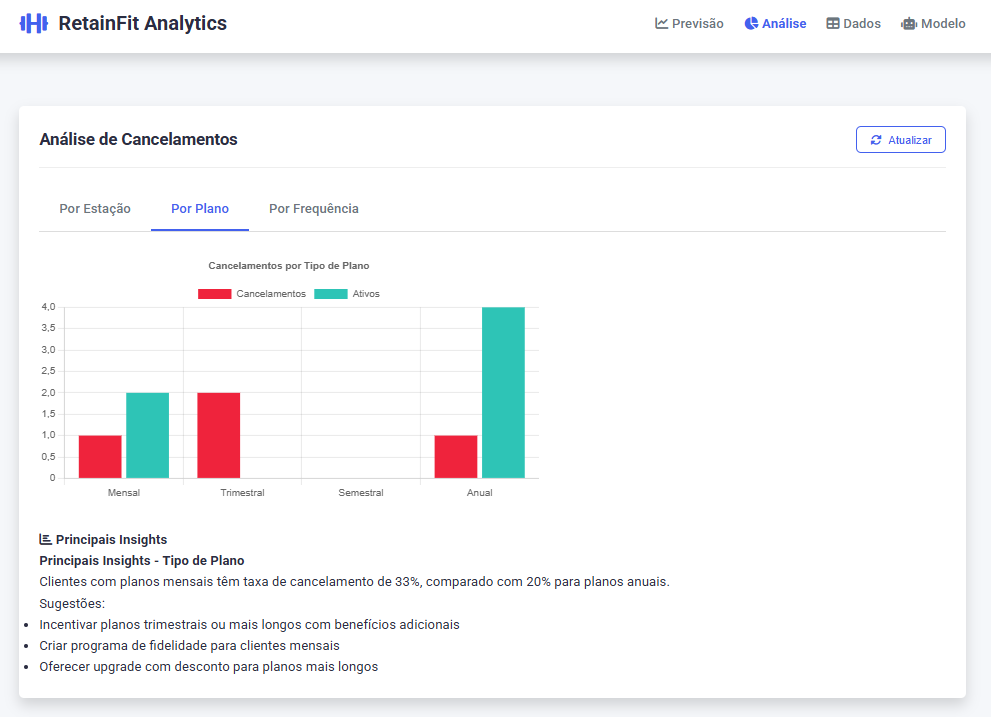 RetainFit Analytics
Previsão Análise Dados Modelo
Análise de Cancelamentos
Atualizar
Por Estação Por Plano Por Frequência
Cancelamentos por Tipo de Plano
Cancelamentos Ativos
4,0
3,5
3,0
2,5
2,0
1,5
1,0
0,5
0
Mensal Trimestral Semestral Anual
Principais Insights
Principais Insights - Tipo de Plano
Clientes com planos mensais têm taxa de cancelamento de 33%, comparado com 20% para planos anuais.
Sugestões:
• Incentivar planos trimestrais ou mais longos com benefícios adicionais
• Criar programa de fidelidade para clientes mensais
• Oferecer upgrade com desconto para planos mais longos